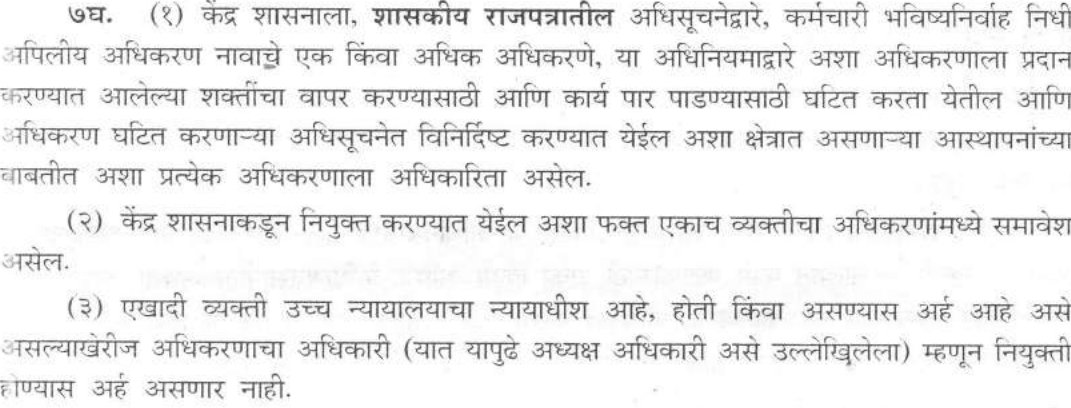 ७घ. (१) केंद्र शासनाला, शासकीय राजपत्रातील अधिसूचनेद्वारे, कर्मचारी भविष्यनिर्वाह निधी
अपिलीय अधिकरण नावाचे एक किंवा अधिक अधिकरणे, या अधिनियमाद्वारे अशा अधिकरणाला प्रदान
करण्यात आलेल्या शक्तींचा वापर करण्यासाठी आणि कार्य पार पाडण्यासाठी घटित करता येतील आणि
अधिकरण घटित करणाऱ्या अधिसूचनेत विनिर्दिष्ट करण्यात येईल अशा क्षेत्रात असणाऱ्या आस्थापनांच्या
बाबतीत अशा प्रत्येक अधिकरणाला अधिकारिता असेल.
(२) केंद्र शासनाकडून नियुक्त करण्यात येईल अशा फक्त एकाच व्यक्तीचा अधिकरणांमध्ये समावेश
असेल.
(३) एखादी व्यक्ती उच्च न्यायालयाचा न्यायाधीश आहे, होती किंवा असण्यास अर्ह आहे असे
असल्याखेरीज अधिकरणाचा अधिकारी (यात यापुढे अध्यक्ष अधिकारी असे उल्लेखिलेला) म्हणून नियुक्ती
होण्यास अर्ह असणार नाही.